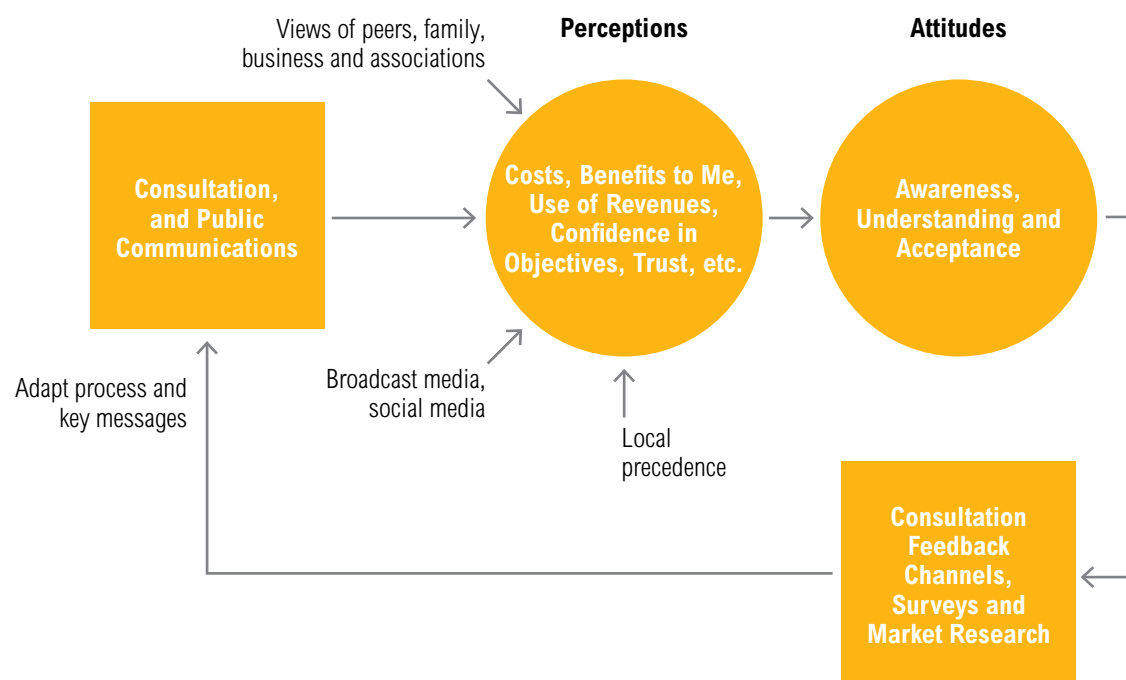 Views of peers, family,
business and associations
Perceptions
Attitudes
Consultation,
and Public
Communications
Costs, Benefits to Me,
Use of Revenues,
Confidence in
Objectives, Trust, etc.
Awareness,
Understanding and
Acceptance
Adapt process and
key messages
Broadcast media,
social media
Local
precedence
Consultation
Feedback
Channels,
Surveys and
Market Research